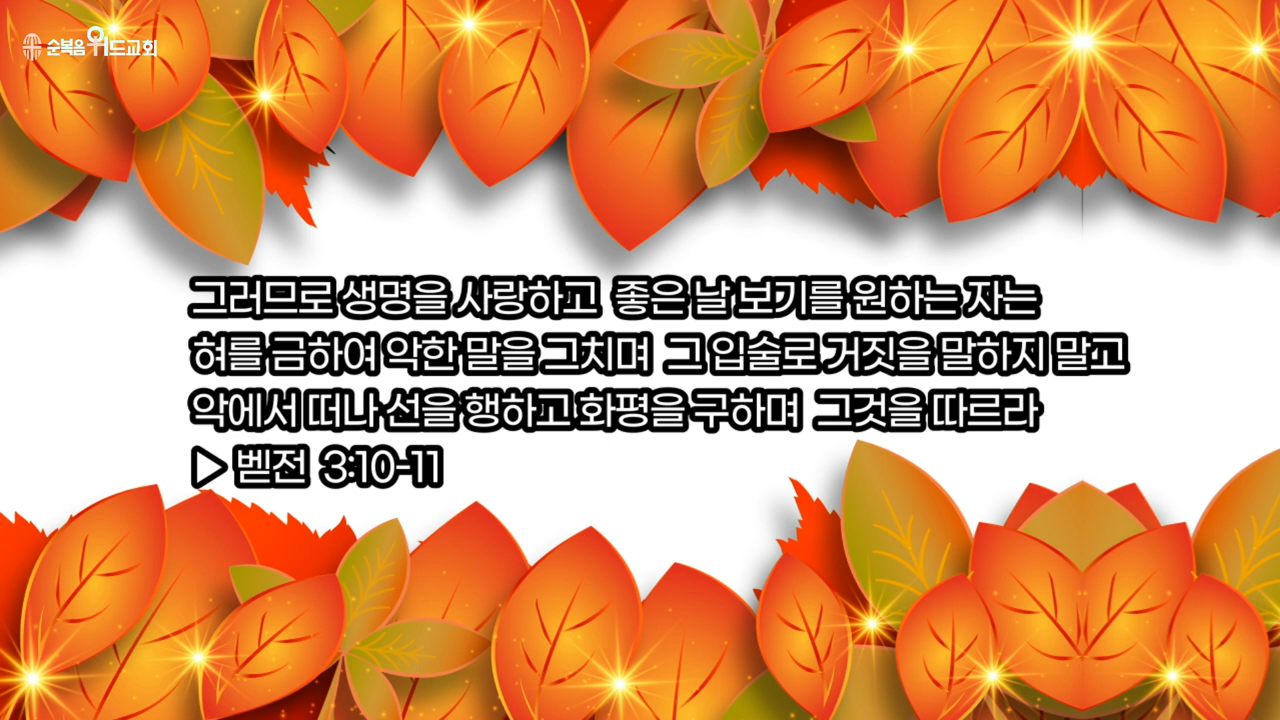 순복음위드교회
그러므로 생명을 사랑하고 좋은 날 보기를 원하는 자는
혀를 금하여 악한 말을 그치며 그 입술로 거짓을 말하지 말고
악에서 떠나 선을 행하고 화평을 구하며 그것을 따르라
▷ 벧전 3:10-11